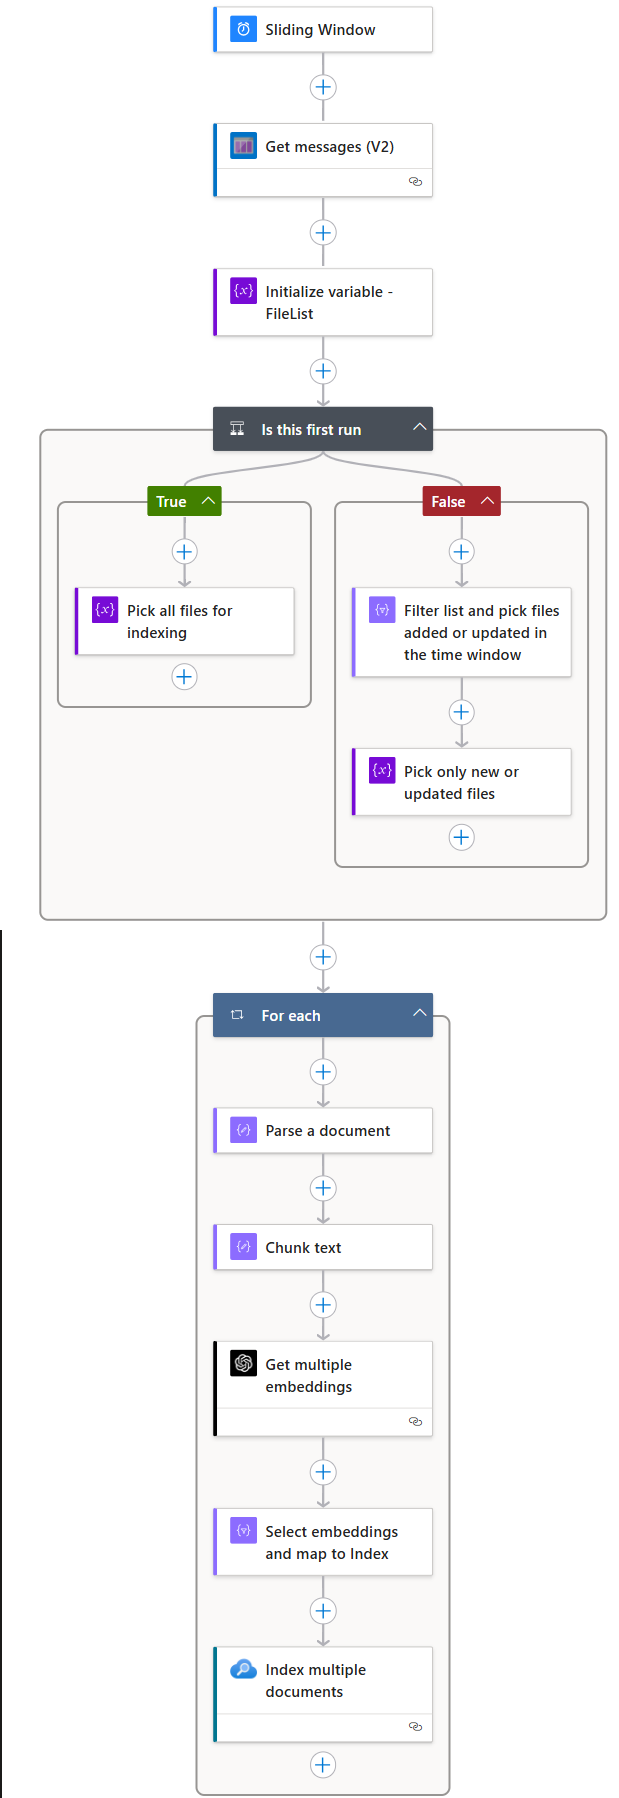 Sliding Window
Get messages (V2)
{x}
Initialize variable -
FileList
Is this first run
True
False
{x}
Pick all files for
indexing
Filter list and pick files
added or updated in
the time window
{x}
Pick only new or
updated files
For each
Parse a document
Chunk text
Get multiple
embeddings
Select embeddings
and map to Index
Index multiple
documents